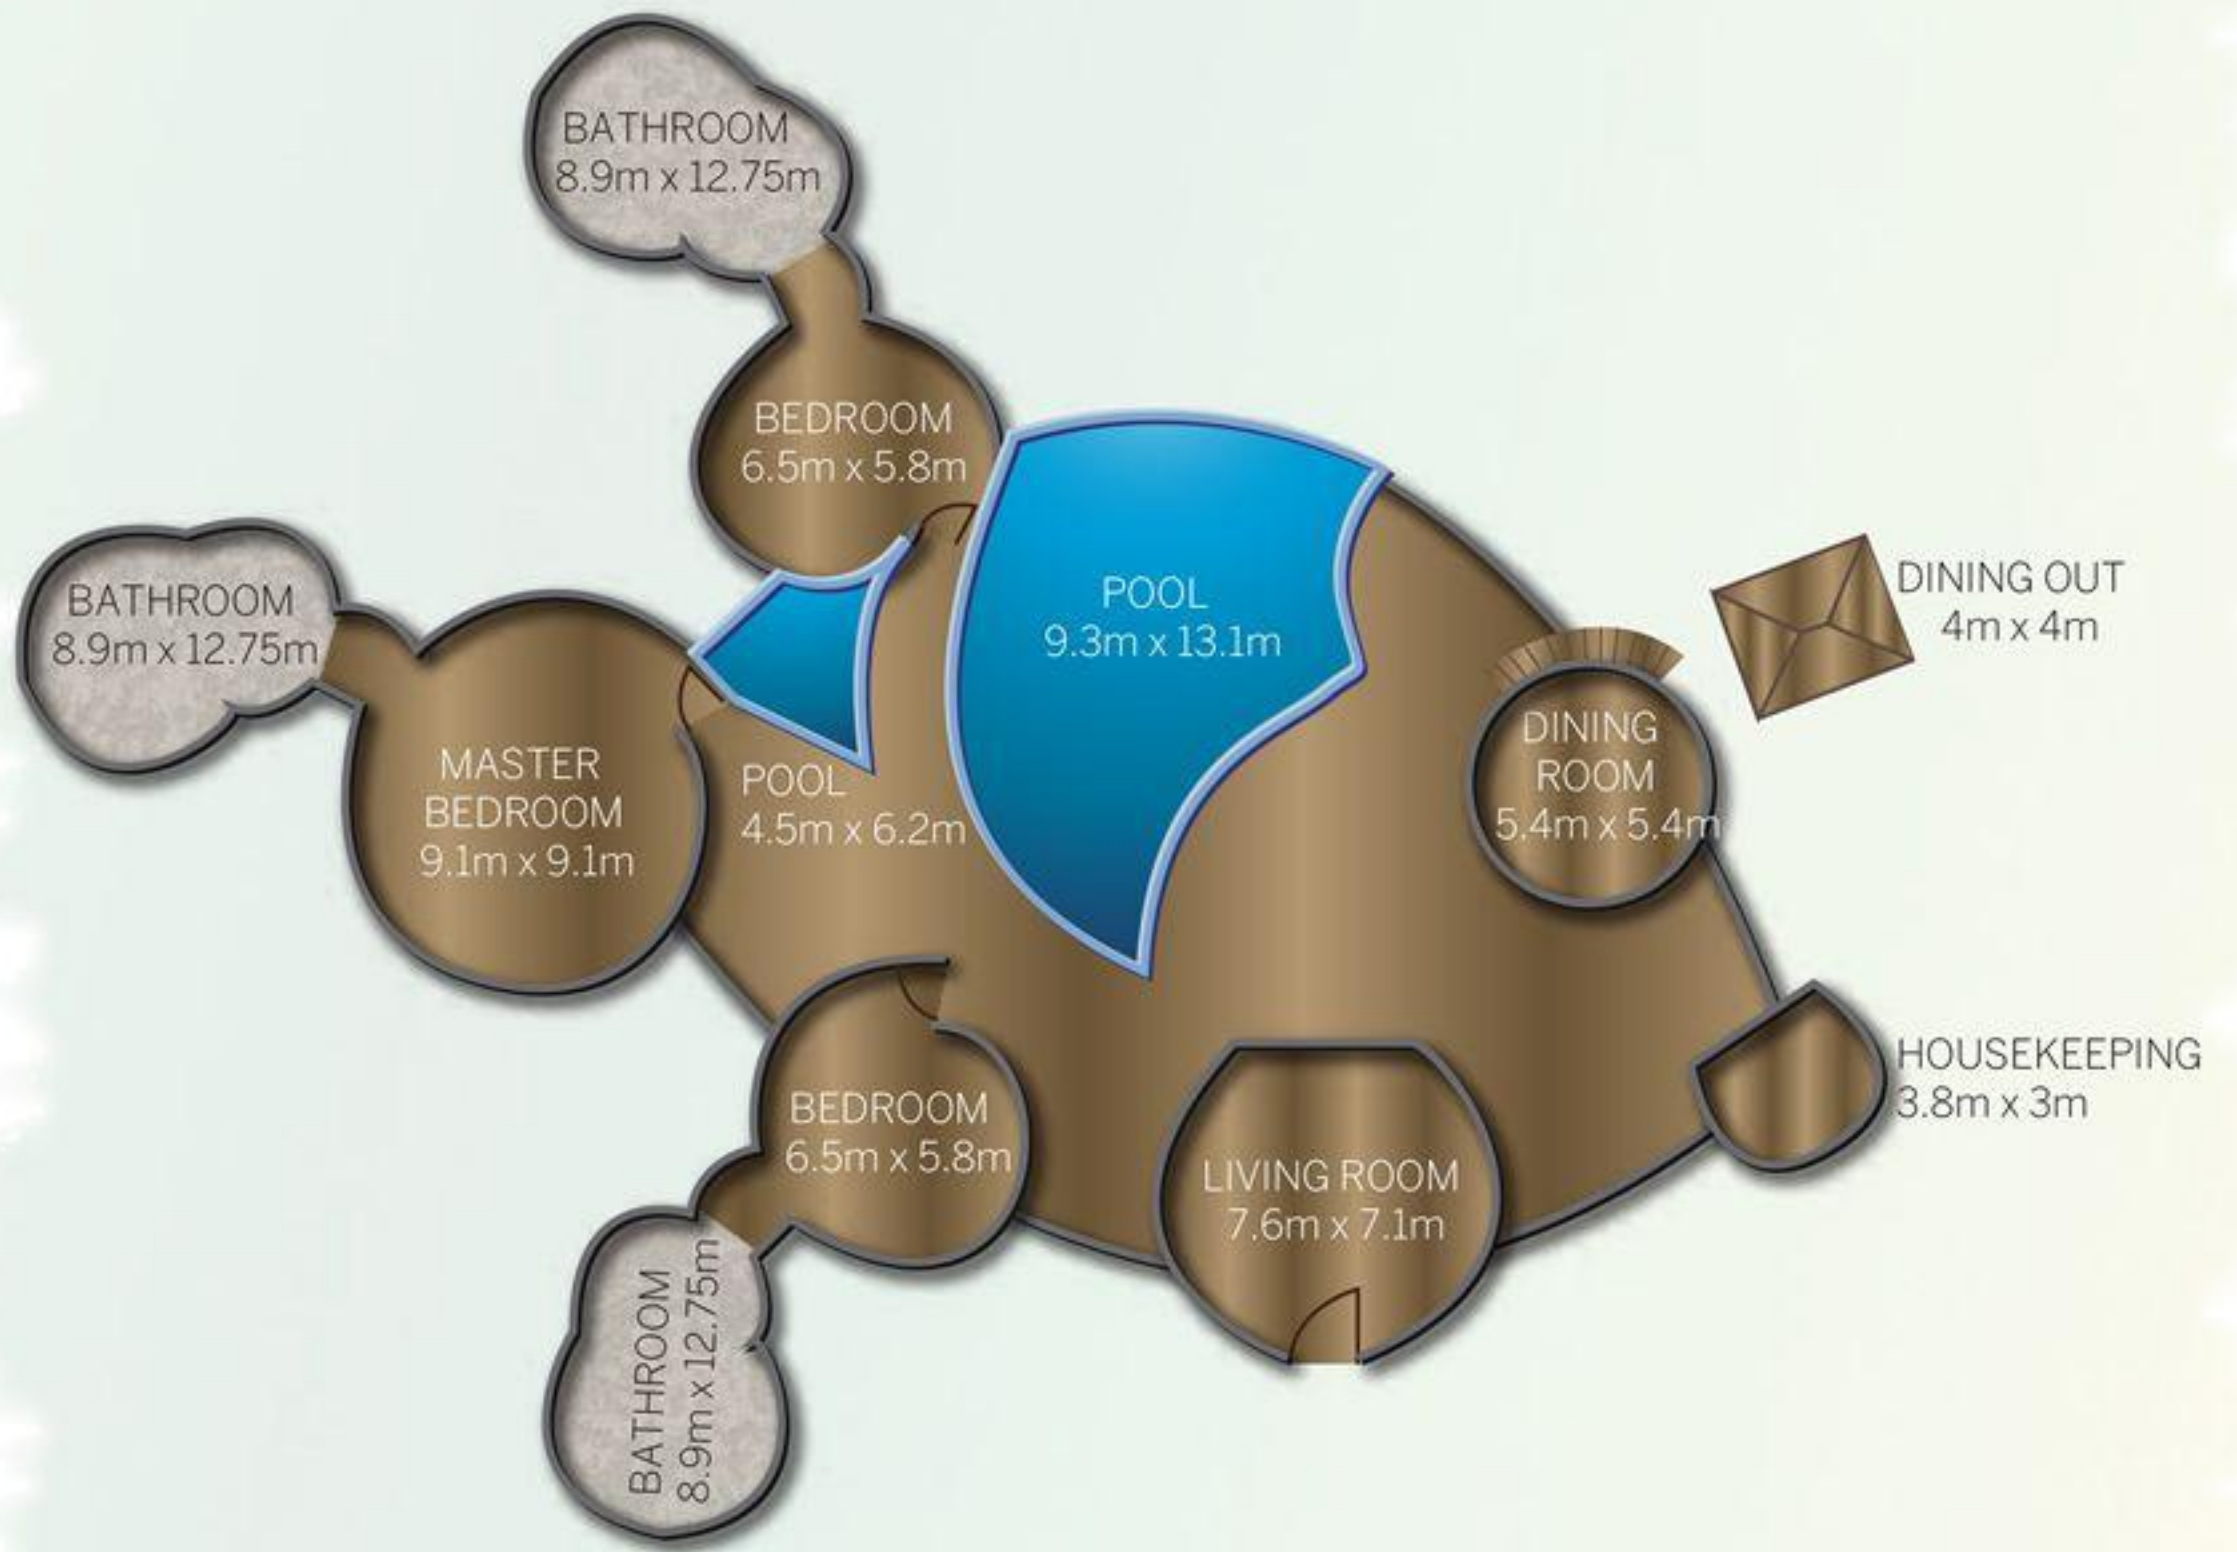 BATHROOM
8.9m x 12.75m
BEDROOM
6.5m x 5.8m
BATHROOM
8.9m x 12.75m
MASTER
BEDROOM
9.1m x 9.1m
POOL
4.5m x 6.2m
POOL
9.3m x 13.1m
DINING OUT
4m x 4m
DINING
ROOM
5.4m x 5.4m
HOUSEKEEPING
3.8m x 3m
BEDROOM
6.5m x 5.8m
LIVING ROOM
7.6m x 7.1m
BATHROOM
8.9m x 12.75m